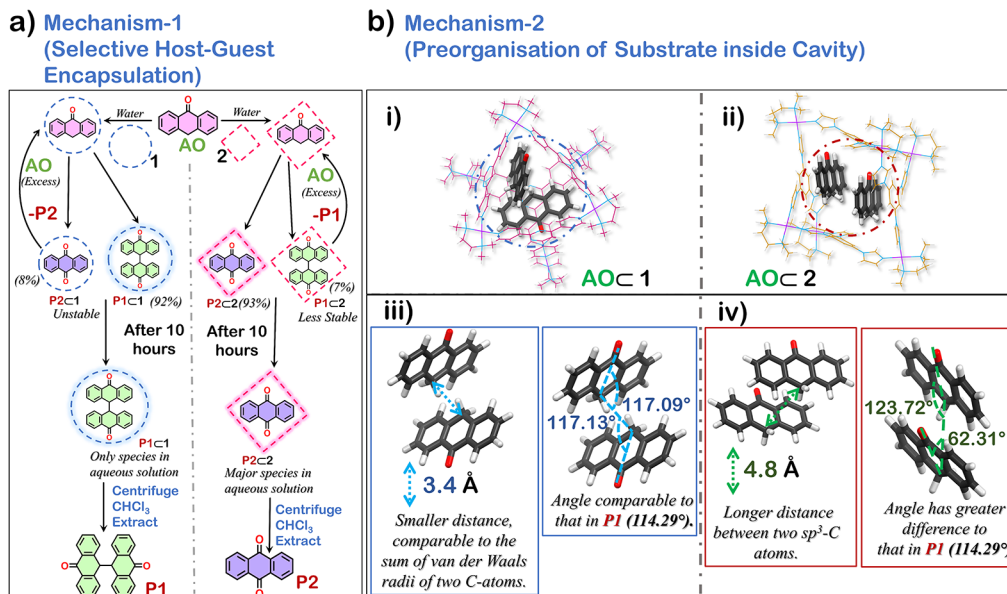 a) Mechanism-1
(Selective Host-Guest
Encapsulation)
O
Water
O
AO
Water
O
1
2
AO
(Excess)
-P2
AO
(Excess)
-P1
O
O
(8%)
P2⊂1
Unstable
O
O
P1⊂1 (92%)
O
O
P2⊂2 (93%)
O
O
(7%)
P1⊂2
Less Stable
After 10
hours
After 10
hours
O
O
P1⊂1
Only species in
aqueous solution
O
O
P2⊂2
Major species in
aqueous solution
Centrifuge
CHCl₃
Extract
Centrifuge
CHCl₃
Extract
O
O
P1
O
O
P2
b) Mechanism-2
(Preorganisation of Substrate inside Cavity)
i)
AO⊂ 1
ii)
AO⊂ 2
iii)
3.4 Å
Smaller distance,
comparable to the
sum of van der Waals
radii of two C-atoms.
117.09°
117.13°
Angle comparable to
that in P1 (114.29°).
iv)
4.8 Å
Longer distance
between two sp³-C
atoms.
123.72°
62.31°
Angle has greater
difference to
that in P1 (114.29°)